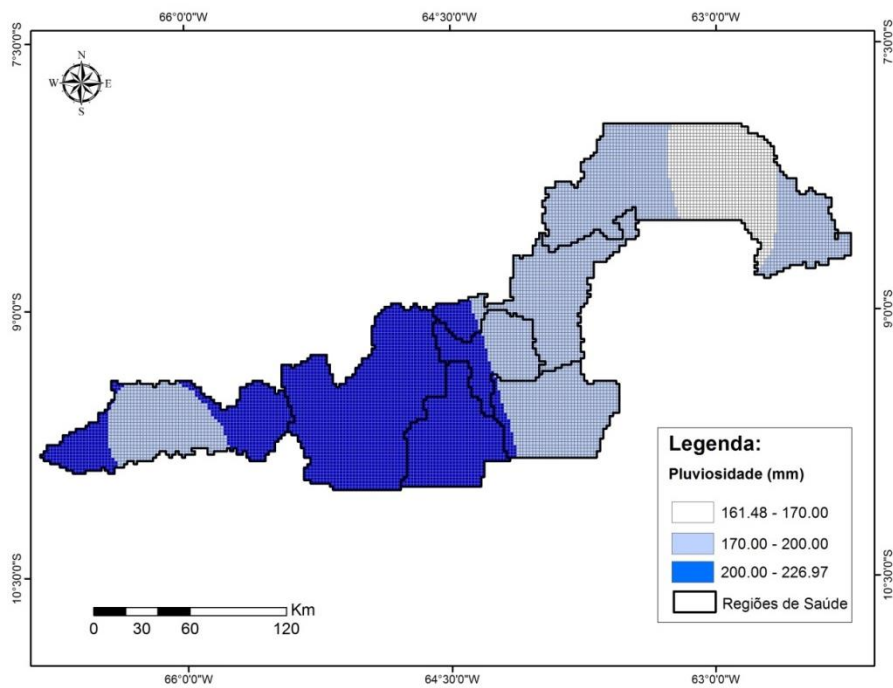 66°0'0"W 64°30'0"W 63°0'0"W
7°30'0"S 7°30'0"S
N
W E
S
9°0'0"S 9°0'0"S
Legenda:
Pluviosidade (mm)
161.48 - 170.00
170.00 - 200.00
200.00 - 226.97
Regiões de Saúde
10°30'0"S 10°30'0"S
Km
0 30 60 120
66°0'0"W 64°30'0"W 63°0'0"W